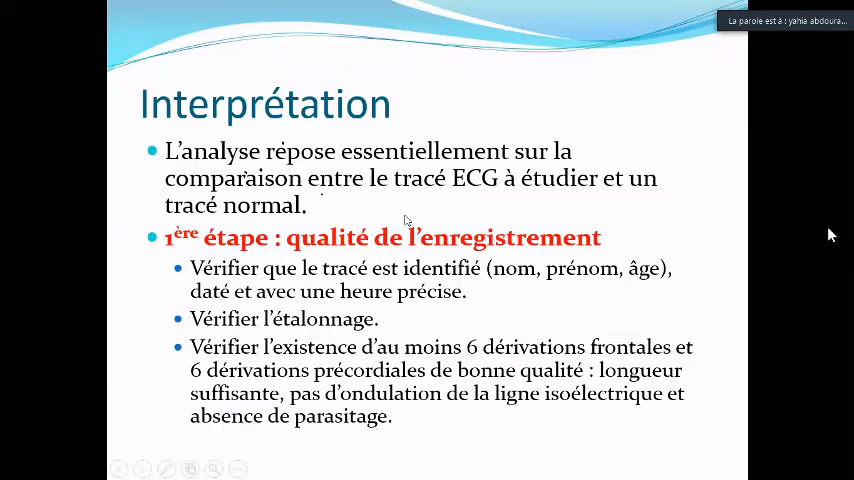 La parole est à : yahia abdoura...
Interprétation
• L'analyse repose essentiellement sur la
comparaison entre le tracé ECG à étudier et un
tracé normal.
• 1ère étape : qualité de l'enregistrement
• Vérifier que le tracé est identifié (nom, prénom, âge),
daté et avec une heure précise.
• Vérifier l'étalonnage.
• Vérifier l'existence d'au moins 6 dérivations frontales et
6 dérivations précordiales de bonne qualité : longueur
suffisante, pas d'ondulation de la ligne isoélectrique et
absence de parasitage.